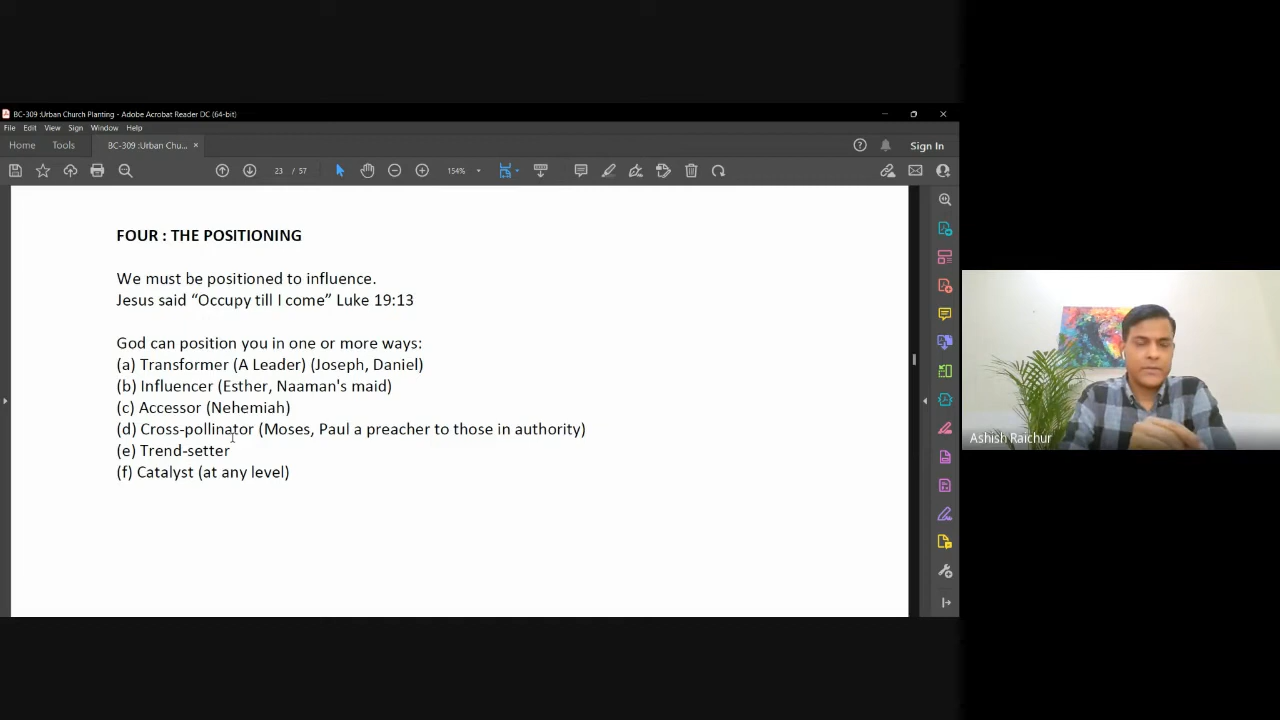 BC-309 :Urban Church Planting - Adobe Acrobat Reader DC (64-bit)
File Edit View Sign Window Help
Home Tools BC-309 :Urban Chu... ×
Sign In
23 / 57
154%
FOUR : THE POSITIONING
We must be positioned to influence.
Jesus said “Occupy till I come” Luke 19:13
God can position you in one or more ways:
(a) Transformer (A Leader) (Joseph, Daniel)
(b) Influencer (Esther, Naaman's maid)
(c) Accessor (Nehemiah)
(d) Cross-pollinator (Moses, Paul a preacher to those in authority)
(e) Trend-setter
(f) Catalyst (at any level)
Ashish Raichur